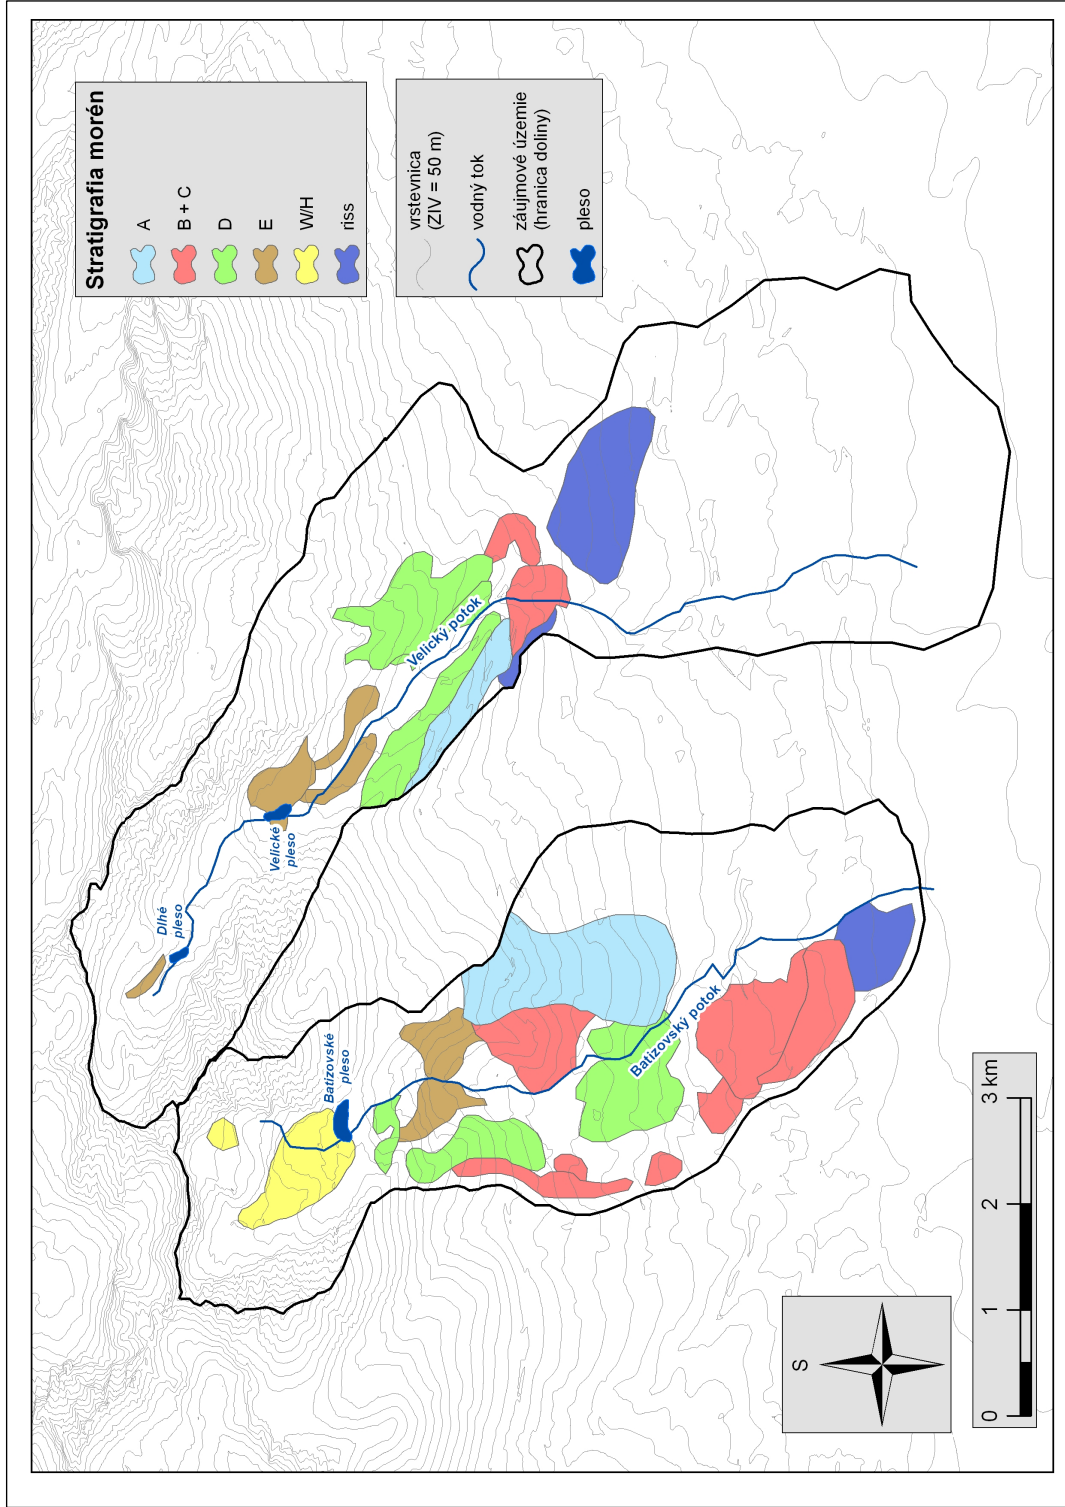 Stratigrafia morén
A
B + C
D
E
W/H
riss
vrstevnica
(ZIV = 50 m)
vodný tok
záujmové územie
(hranica doliny)
pleso
Dlhé
pleso
Velické
pleso
Velický potok
Batizovské
pleso
Batizovský potok
S
0
1
2
3 km